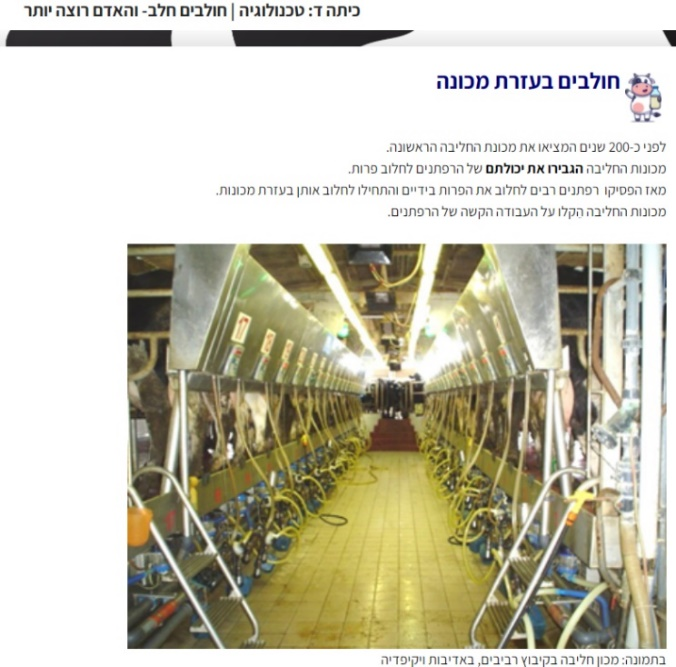 כיתה ד: טכנולוגיה | חולבים חלב- והאדם רוצה יותר
חולבים בעזרת מכונה
לפני כ-200 שנים המציאו את מכונת החליבה הראשונה.
מכונות החליבה הגבירו את יכולתם של הרפתנים לחלוב פרות.
מאז הפסיקו רפתנים רבים לחלוב את הפרות בידיים והתחילו לחלוב אותן בעזרת מכונות.
מכונות החליבה הֵקלו על העבודה הקשה של הרפתנים.
בתמונה: מכון חליבה בקיבוץ רביבים, באדיבות ויקיפדיה